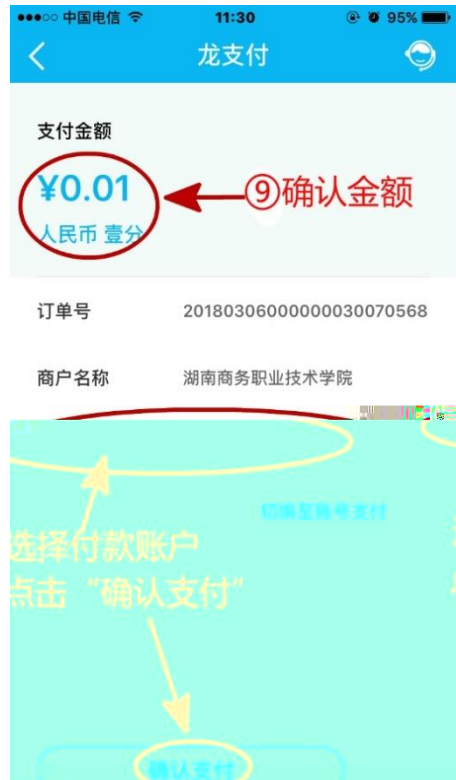 中国电信 11:30 95%
龙支付
支付金额
¥0.01
⑨确认金额
人民币 壹分
订单号 20180306000000030070568
商户名称 湖南商务职业技术学院
切换至账号支付
选择付款账户
点击“确认支付”
确认支付